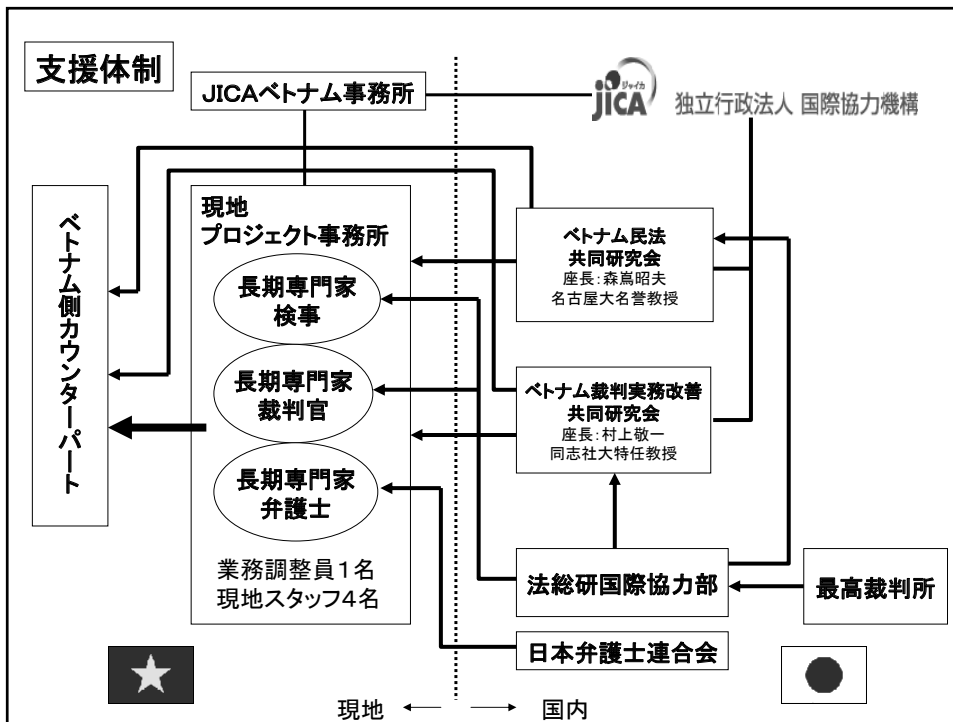 支援体制
JICAベトナム事務所
ジャイカ
JICA
独立行政法人 国際協力機構
ベトナム側カウンターパート
現地
プロジェクト事務所
長期専門家
検事
長期専門家
裁判官
長期専門家
弁護士
業務調整員1名
現地スタッフ4名
ベトナム民法
共同研究会
座長:森嶌昭夫
名古屋大名誉教授
ベトナム裁判実務改善
共同研究会
座長:村上敬一
同志社大特任教授
法総研国際協力部
最高裁判所
日本弁護士連合会
現地
国内